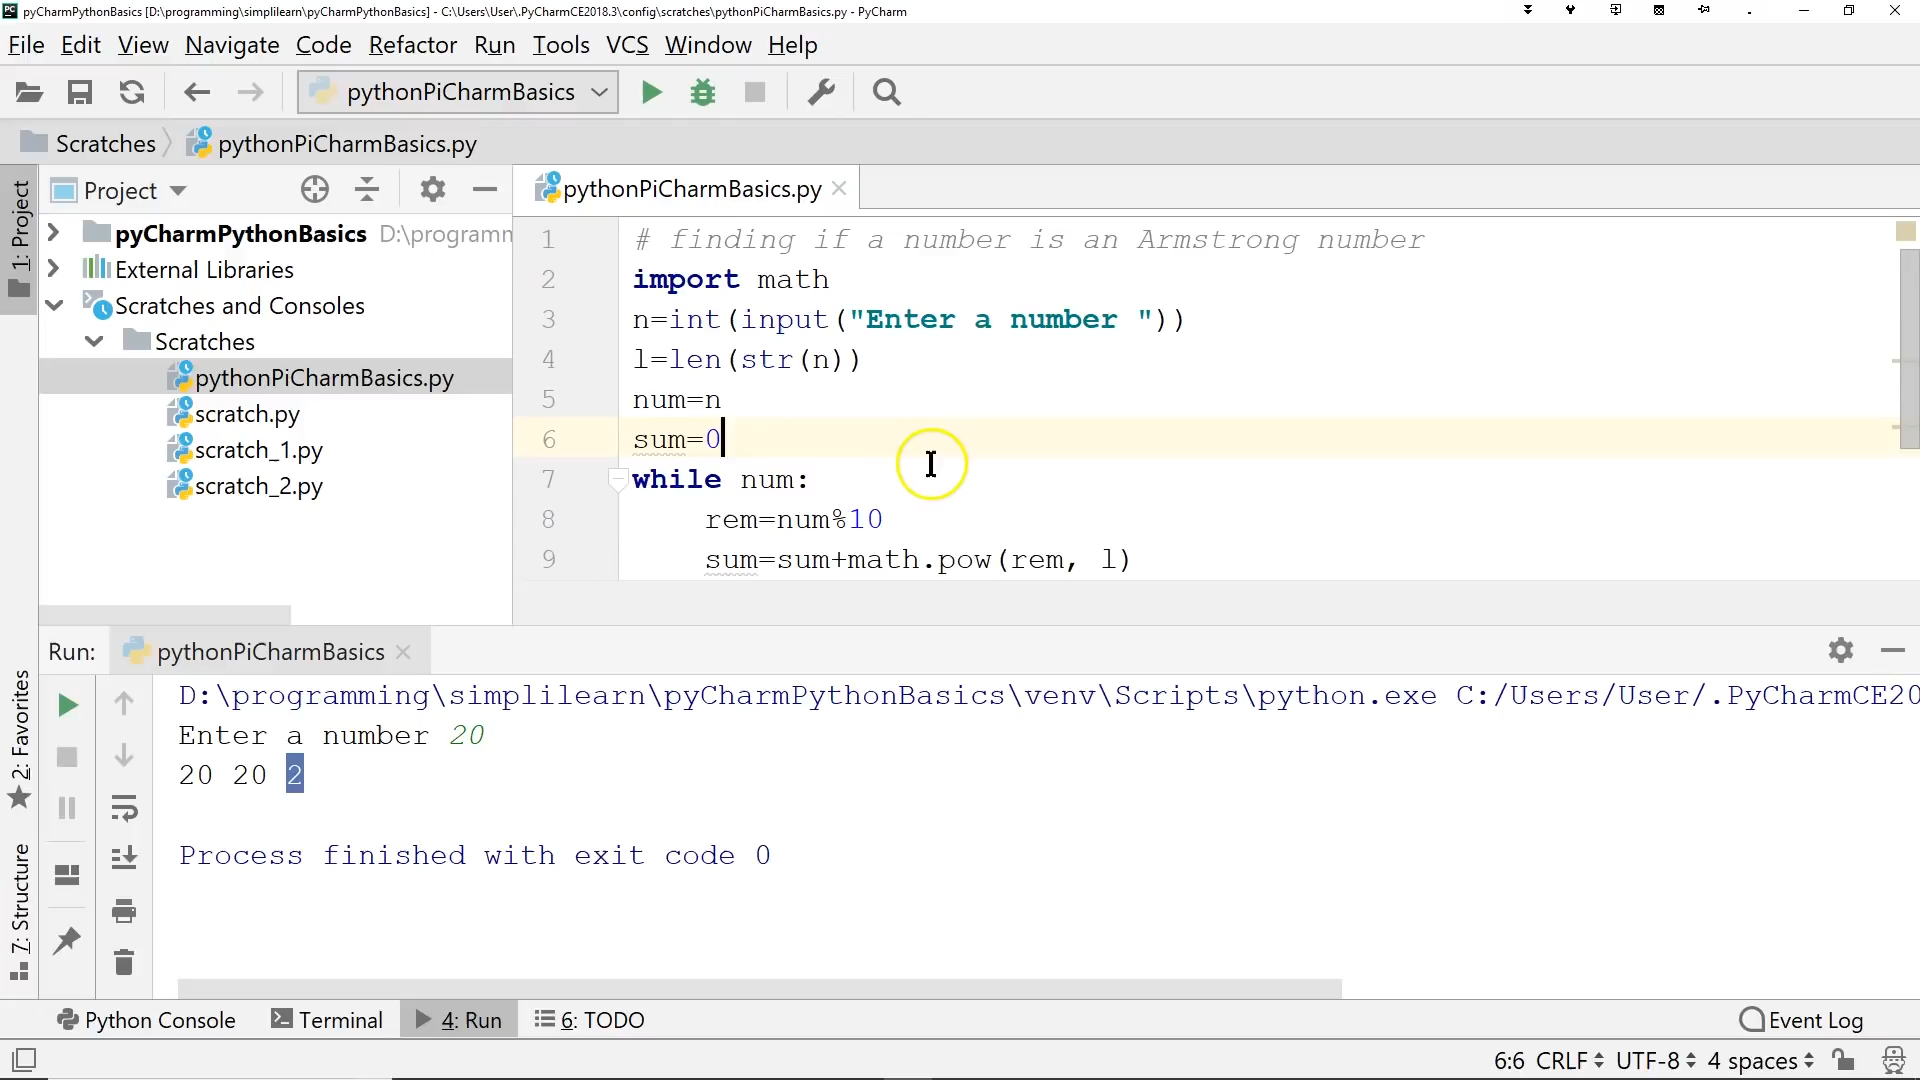 pyCharmPythonBasics [D:\programming\simplilearn\pyCharmPythonBasics] - C:\Users\User\.PyCharmCE2018.3\config\scratches\pythonPiCharmBasics.py - PyCharm
File Edit View Navigate Code Refactor Run Tools VCS Window Help
pythonPiCharmBasics
Scratches pythonPiCharmBasics.py
1: Project
Project
pyCharmPythonBasics D:\programm
External Libraries
Scratches and Consoles
Scratches
pythonPiCharmBasics.py
scratch.py
scratch_1.py
scratch_2.py
pythonPiCharmBasics.py
1 # finding if a number is an Armstrong number
2 import math
3 n=int(input("Enter a number "))
4 l=len(str(n))
5 num=n
6 sum=0
7 while num:
8 rem=num%10
9 sum=sum+math.pow(rem, l)
Run: pythonPiCharmBasics
D:\programming\simplilearn\pyCharmPythonBasics\venv\Scripts\python.exe C:/Users/User/.PyCharmCE20
Enter a number 20
20 20 2
Process finished with exit code 0
2: Favorites
7: Structure
Python Console Terminal 4: Run 6: TODO Event Log
6:6 CRLF UTF-8 4 spaces